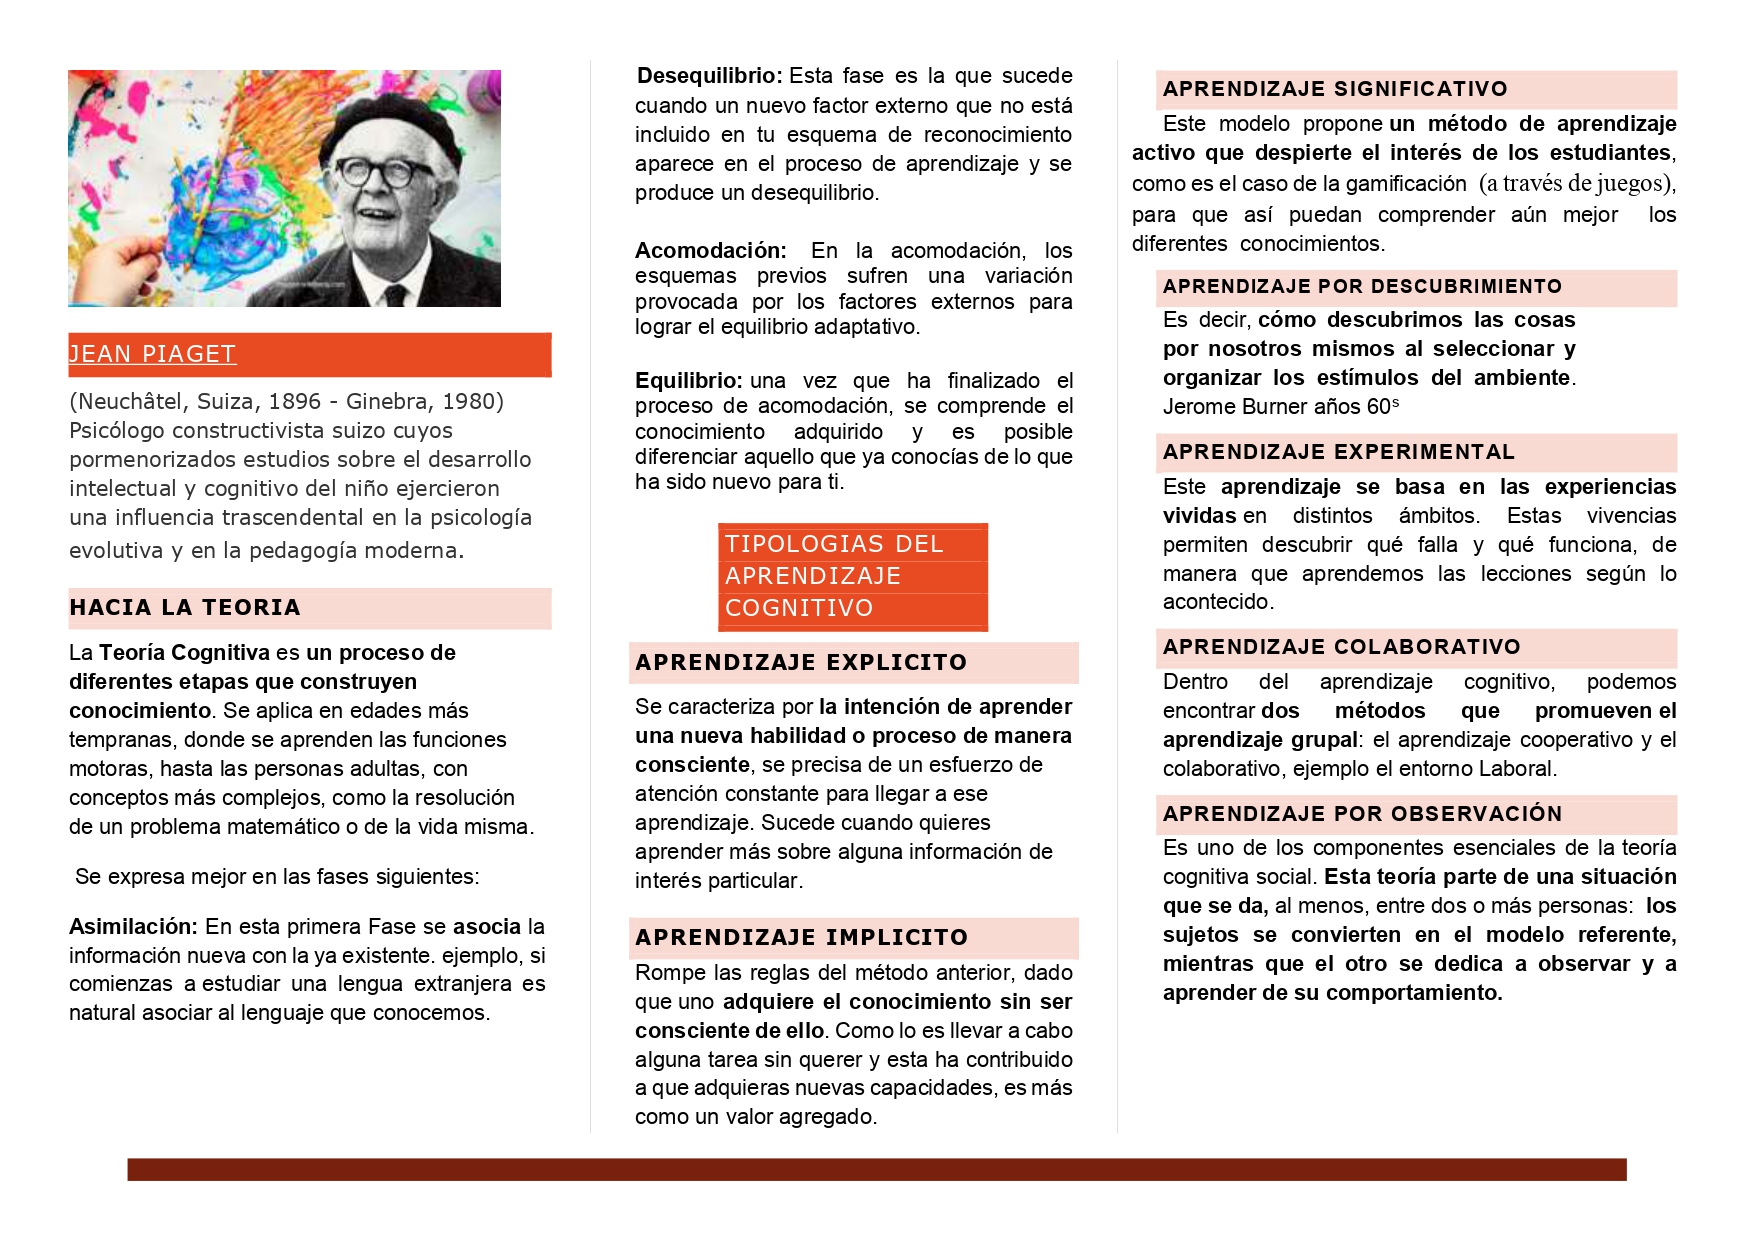 JEAN PIAGET
(Neuchâtel, Suiza, 1896 - Ginebra, 1980)
Psicólogo constructivista suizo cuyos
pormenorizados estudios sobre el desarrollo
intelectual y cognitivo del niño ejercieron
una influencia trascendental en la psicología
evolutiva y en la pedagogía moderna.
HACIA LA TEORIA
La Teoría Cognitiva es un proceso de
diferentes etapas que construyen
conocimiento. Se aplica en edades más
tempranas, donde se aprenden las funciones
motoras, hasta las personas adultas, con
conceptos más complejos, como la resolución
de un problema matemático o de la vida misma.
Se expresa mejor en las fases siguientes:
Asimilación: En esta primera Fase se asocia la
información nueva con la ya existente. ejemplo, si
comienzas a estudiar una lengua extranjera es
natural asociar al lenguaje que conocemos.
Desequilibrio: Esta fase es la que sucede
cuando un nuevo factor externo que no está
incluido en tu esquema de reconocimiento
aparece en el proceso de aprendizaje y se
produce un desequilibrio.
Acomodación: En la acomodación, los
esquemas previos sufren una variación
provocada por los factores externos para
lograr el equilibrio adaptativo.
Equilibrio: una vez que ha finalizado el
proceso de acomodación, se comprende el
conocimiento adquirido y es posible
diferenciar aquello que ya conocías de lo que
ha sido nuevo para ti.
TIPOLOGIAS DEL
APRENDIZAJE
COGNITIVO
APRENDIZAJE EXPLICITO
Se caracteriza por la intención de aprender
una nueva habilidad o proceso de manera
consciente, se precisa de un esfuerzo de
atención constante para llegar a ese
aprendizaje. Sucede cuando quieres
aprender más sobre alguna información de
interés particular.
APRENDIZAJE IMPLICITO
Rompe las reglas del método anterior, dado
que uno adquiere el conocimiento sin ser
consciente de ello. Como lo es llevar a cabo
alguna tarea sin querer y esta ha contribuido
a que adquieras nuevas capacidades, es más
como un valor agregado.
APRENDIZAJE SIGNIFICATIVO
Este modelo propone un método de aprendizaje
activo que despierte el interés de los estudiantes,
como es el caso de la gamificación (a través de juegos),
para que así puedan comprender aún mejor los
diferentes conocimientos.
APRENDIZAJE POR DESCUBRIMIENTO
Es decir, cómo descubrimos las cosas
por nosotros mismos al seleccionar y
organizar los estímulos del ambiente.
Jerome Burner años 60ˢ
APRENDIZAJE EXPERIMENTAL
Este aprendizaje se basa en las experiencias
vividas en distintos ámbitos. Estas vivencias
permiten descubrir qué falla y qué funciona, de
manera que aprendemos las lecciones según lo
acontecido.
APRENDIZAJE COLABORATIVO
Dentro del aprendizaje cognitivo, podemos
encontrar dos métodos que promueven el
aprendizaje grupal: el aprendizaje cooperativo y el
colaborativo, ejemplo el entorno Laboral.
APRENDIZAJE POR OBSERVACIÓN
Es uno de los componentes esenciales de la teoría
cognitiva social. Esta teoría parte de una situación
que se da, al menos, entre dos o más personas: los
sujetos se convierten en el modelo referente,
mientras que el otro se dedica a observar y a
aprender de su comportamiento.